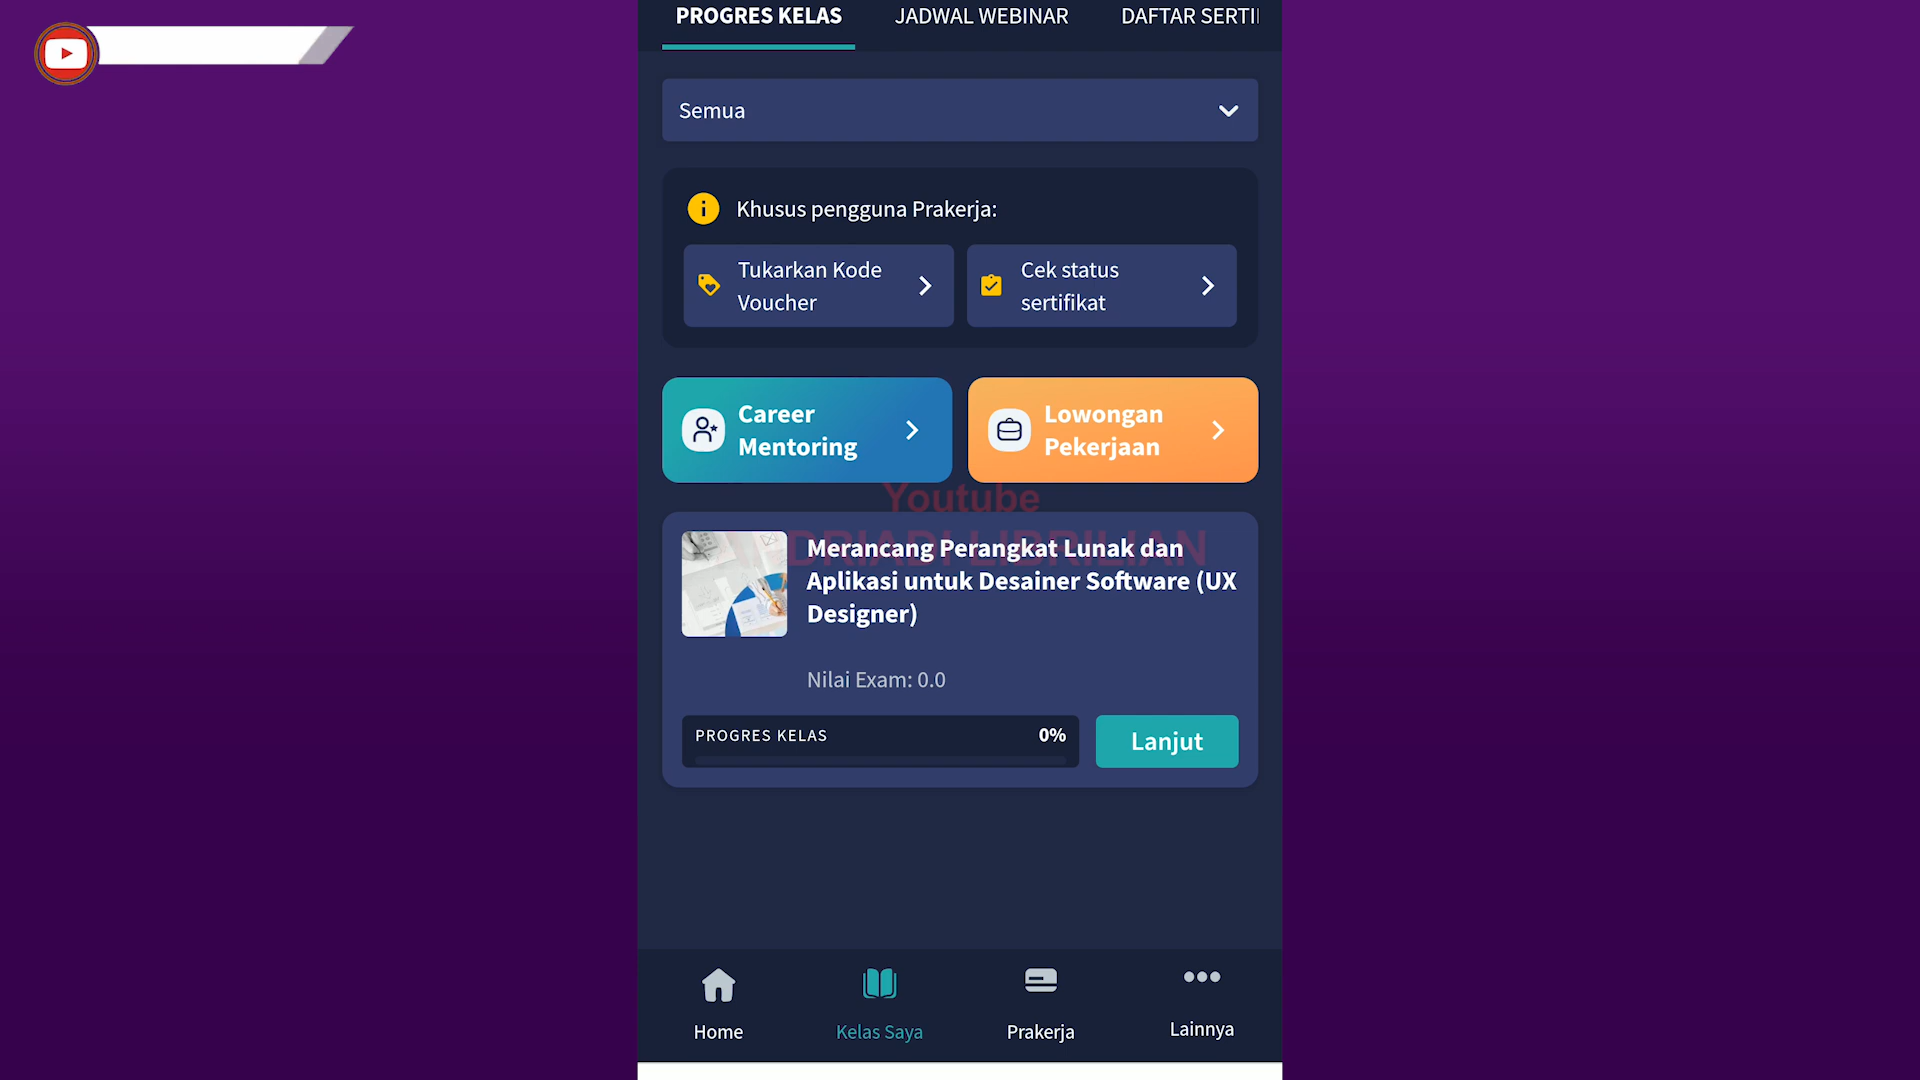 PROGRES KELAS
JADWAL WEBINAR
DAFTAR SERTI
Semua
Khusus pengguna Prakerja:
Tukarkan Kode
Voucher
Cek status
sertifikat
Career
Mentoring
Lowongan
Pekerjaan
Youtube
DRIADI LIBRILIAN
Merancang Perangkat Lunak dan
Aplikasi untuk Desainer Software (UX
Designer)
Nilai Exam: 0.0
PROGRES KELAS 0%
Lanjut
Home
Kelas Saya
Prakerja
Lainnya